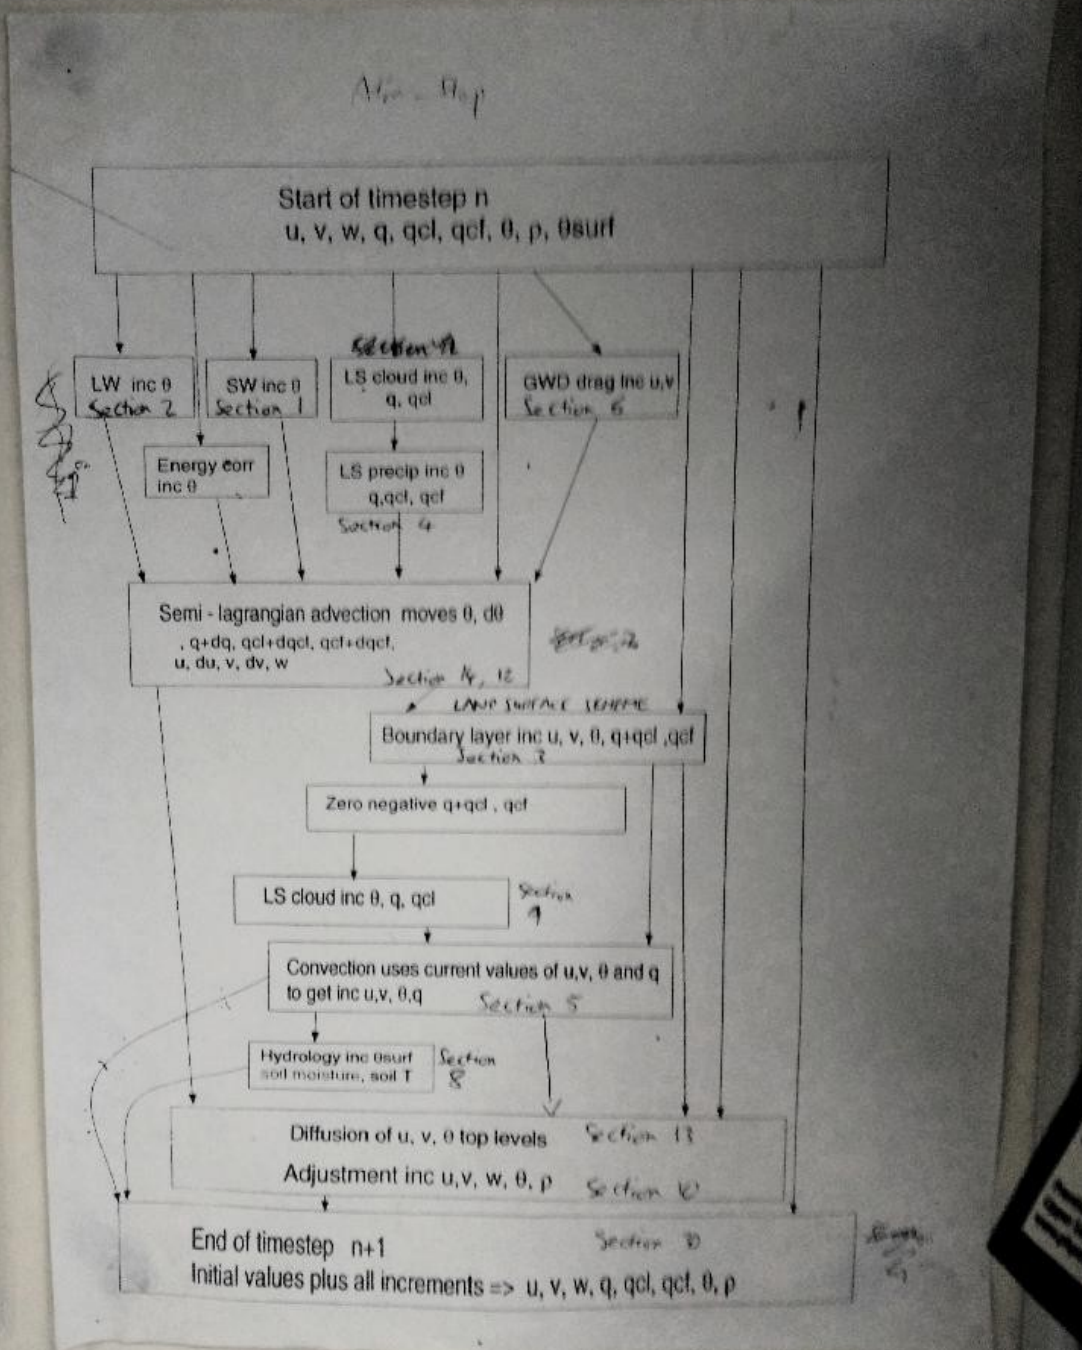 Start of timestep n
u, v, w, q, qcl, qcf, θ, ρ, θsurf
LW inc θ
Section 2
SW inc θ
Section 1
LS cloud inc θ,
q, qcl
GWD drag inc u,v
Section 6
Energy corr
inc θ
LS precip inc θ
q,qcl, qcf
Section 4
Semi - lagrangian advection moves θ, dθ
, q+dq, qcl+dqcl, qcf+dqcf,
u, du, v, dv, w
Section 12
LAND SURFACE SCHEME
Boundary layer inc u, v, θ, q+qcl ,qcf
Section 3
Zero negative q+qcl , qcf
LS cloud inc θ, q, qcl
Section
9
Convection uses current values of u,v, θ and q
to get inc u,v, θ,q
Section 5
Hydrology inc θsurf
soil moisture, soil T
Section
8
Diffusion of u, v, θ top levels
Section 13
Adjustment inc u,v, w, θ, ρ
Section 10
End of timestep n+1
Section
Initial values plus all increments => u, v, w, q, qcl, qcf, θ, ρ